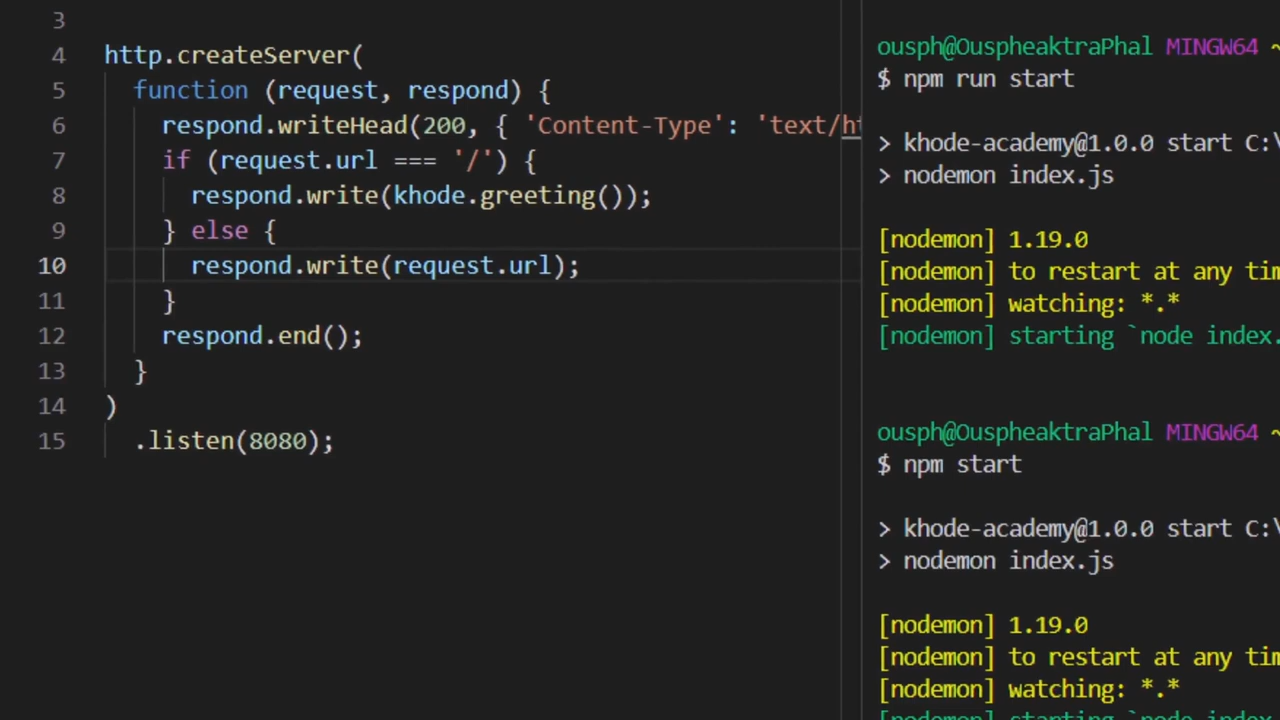 3
4 http.createServer(
5 function (request, respond) {
6 respond.writeHead(200, { 'Content-Type': 'text/ht
7 if (request.url === '/') {
8 respond.write(khode.greeting());
9 } else {
10 respond.write(request.url);
11 }
12 respond.end();
13 }
14 )
15 .listen(8080);
ousph@OuspheaktraPhal MINGW64 ~
$ npm run start
> khode-academy@1.0.0 start C:\
> nodemon index.js
[nodemon] 1.19.0
[nodemon] to restart at any tim
[nodemon] watching: *.*
[nodemon] starting `node index.
ousph@OuspheaktraPhal MINGW64 ~
$ npm start
> khode-academy@1.0.0 start C:\
> nodemon index.js
[nodemon] 1.19.0
[nodemon] to restart at any tim
[nodemon] watching: *.*
[nodemon] starting `node index.